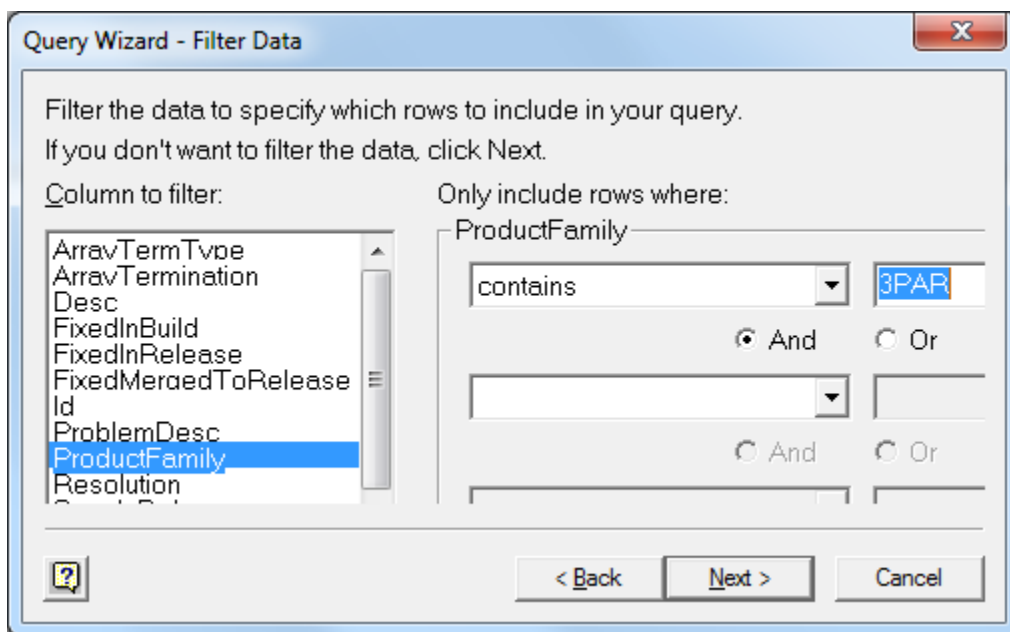 Query Wizard - Filter Data
Filter the data to specify which rows to include in your query.
If you don't want to filter the data, click Next.
Column to filter:
Only include rows where:
ArrayTermType
ArrayTermination
Desc
FixedInBuild
FixedInRelease
FixedMergedToRelease
Id
ProblemDesc
ProductFamily
Resolution
ProductFamily
contains
3PAR
And
Or
And
Or
< Back
Next >
Cancel